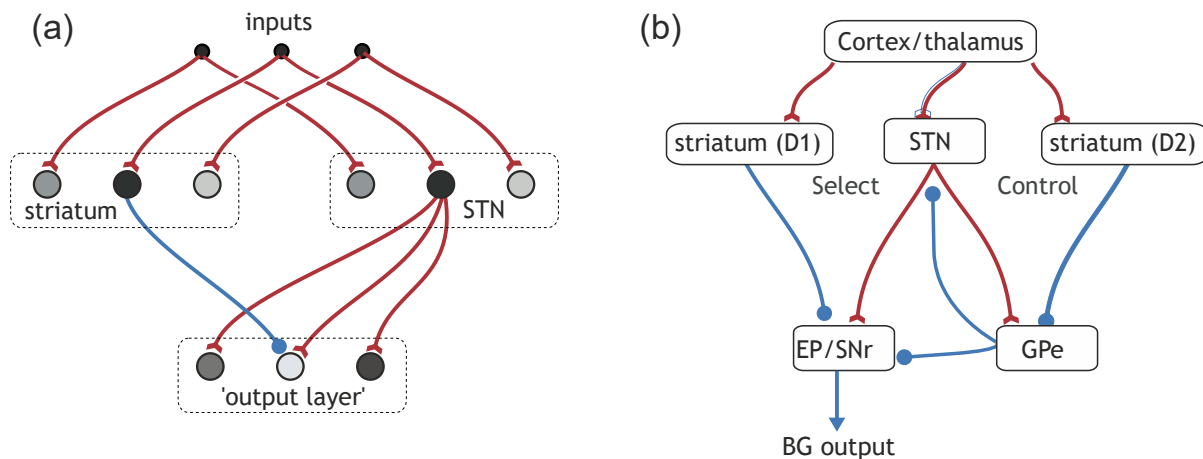 (a)
inputs
striatum
STN
'output layer'
(b)
Cortex/thalamus
striatum (D1)
STN
striatum (D2)
Select
Control
EP/SNr
GPe
BG output